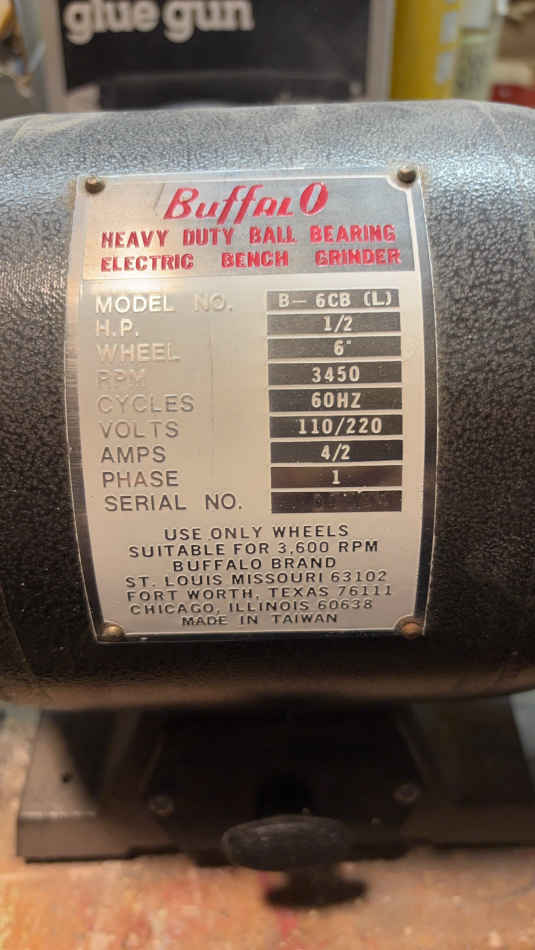 glue gun
BuffalO
HEAVY DUTY BALL BEARING
ELECTRIC BENCH GRINDER
MODEL NO. B-6CB (L)
H.P. 1/2
WHEEL 6"
RPM 3450
CYCLES 60HZ
VOLTS 110/220
AMPS 4/2
PHASE 1
SERIAL NO.
USE ONLY WHEELS
SUITABLE FOR 3,600 RPM
BUFFALO BRAND
ST. LOUIS MISSOURI 63102
FORT WORTH, TEXAS 76111
CHICAGO, ILLINOIS 60638
MADE IN TAIWAN